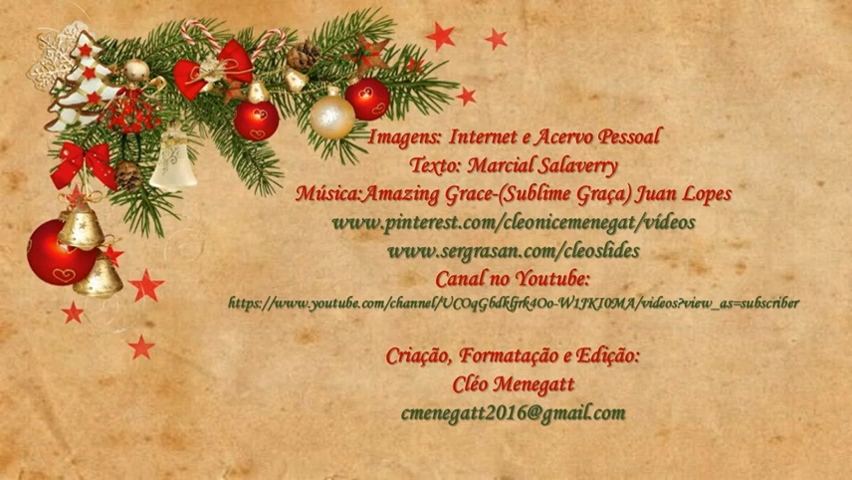 Imagens: Internet e Acervo Pessoal
Texto: Marcial Salaverry
Música:Amazing Grace-(Sublime Graça) Juan Lopes
www.pinterest.com/cleonicemenegat/vídeos
www.sergrasan.com/cleoslides
Canal no Youtube:
Criação, Formatação e Edição:
Cléo Menegatt
cmenegatt2016@gmail.com